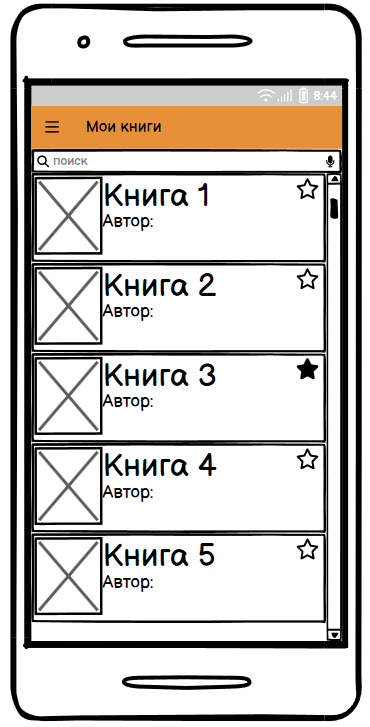 8:44
Мои книги
поиск
Книга 1
Автор:
Книга 2
Автор:
Книга 3
Автор:
Книга 4
Автор:
Книга 5
Автор: